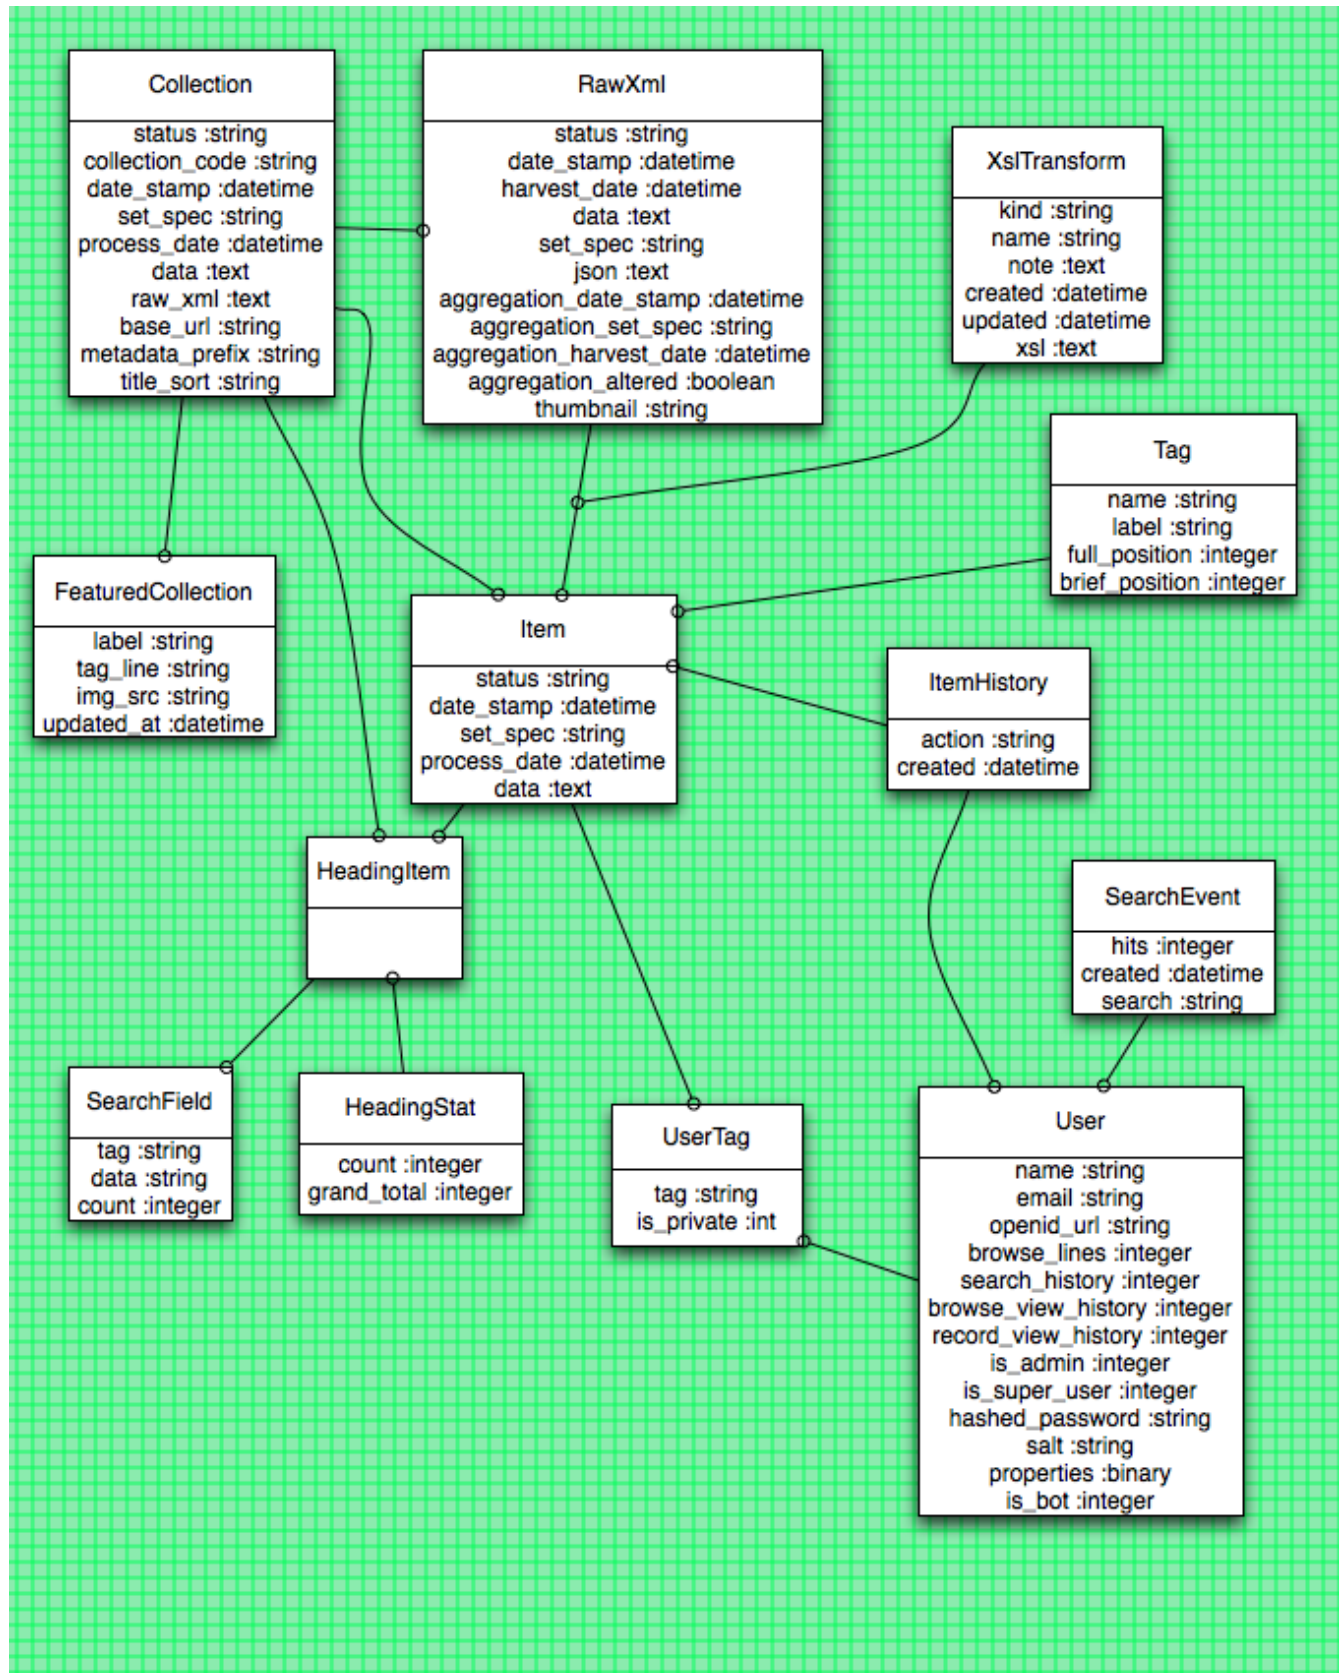 Collection
status :string
collection_code :string
date_stamp :datetime
set_spec :string
process_date :datetime
data :text
raw_xml :text
base_url :string
metadata_prefix :string
title_sort :string
RawXml
status :string
date_stamp :datetime
harvest_date :datetime
data :text
set_spec :string
json :text
aggregation_date_stamp :datetime
aggregation_set_spec :string
aggregation_harvest_date :datetime
aggregation_altered :boolean
thumbnail :string
XslTransform
kind :string
name :string
note :text
created :datetime
updated :datetime
xsl :text
Tag
name :string
label :string
full_position :integer
brief_position :integer
FeaturedCollection
label :string
tag_line :string
img_src :string
updated_at :datetime
Item
status :string
date_stamp :datetime
set_spec :string
process_date :datetime
data :text
ItemHistory
action :string
created :datetime
HeadingItem
SearchEvent
hits :integer
created :datetime
search :string
SearchField
tag :string
data :string
count :integer
HeadingStat
count :integer
grand_total :integer
UserTag
tag :string
is_private :int
User
name :string
email :string
openid_url :string
browse_lines :integer
search_history :integer
browse_view_history :integer
record_view_history :integer
is_admin :integer
is_super_user :integer
hashed_password :string
salt :string
properties :binary
is_bot :integer